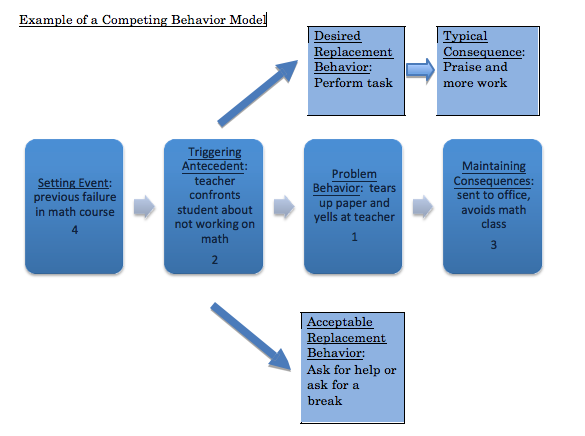 Example of a Competing Behavior Model
Desired
Replacement
Behavior:
Perform task
Typical
Consequence:
Praise and
more work
Setting Event:
previous failure
in math course
4
Triggering
Antecedent:
teacher
confronts
student about
not working on
math
2
Problem
Behavior: tears
up paper and
yells at teacher
1
Maintaining
Consequences:
sent to office,
avoids math
class
3
Acceptable
Replacement
Behavior:
Ask for help or
ask for a
break